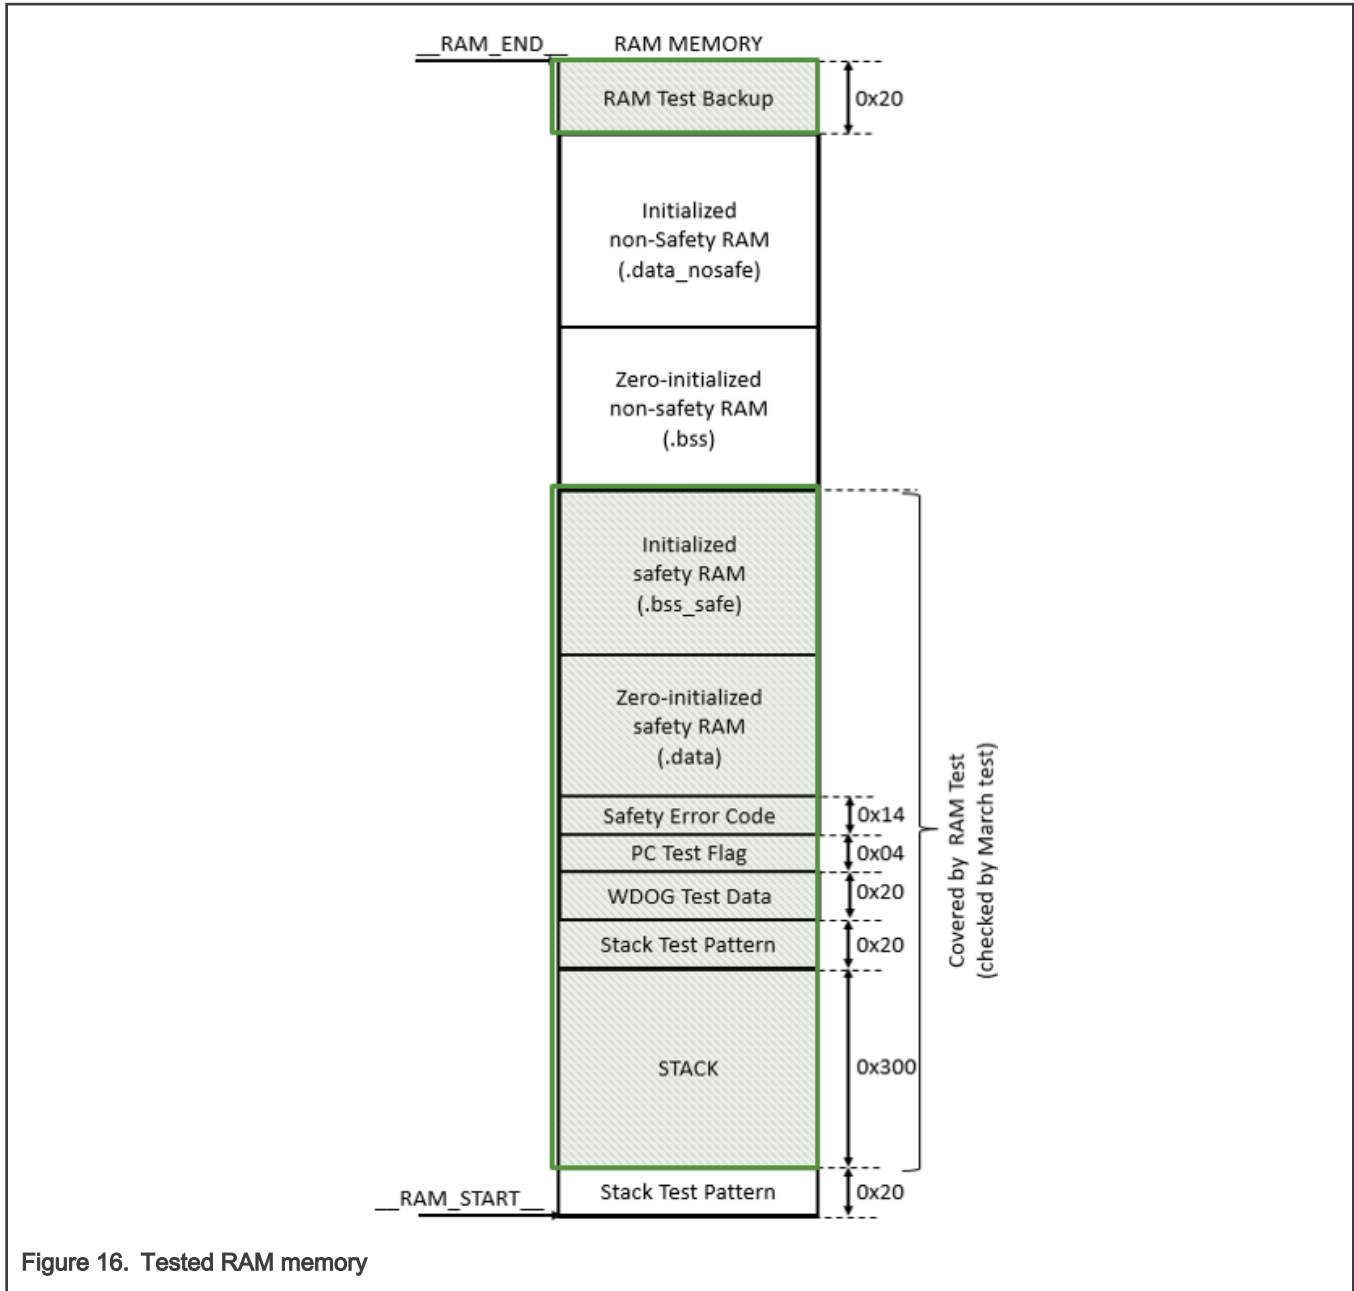 __RAM_END__
RAM MEMORY
RAM Test Backup
0x20
Initialized
non-Safety RAM
(.data_nosafe)
Zero-initialized
non-safety RAM
(.bss)
Initialized
safety RAM
(.bss_safe)
Zero-initialized
safety RAM
(.data)
Safety Error Code
0x14
PC Test Flag
0x04
WDOG Test Data
0x20
Stack Test Pattern
0x20
Covered by RAM Test
(checked by March test)
STACK
0x300
__RAM_START__
Stack Test Pattern
0x20
Figure 16. Tested RAM memory